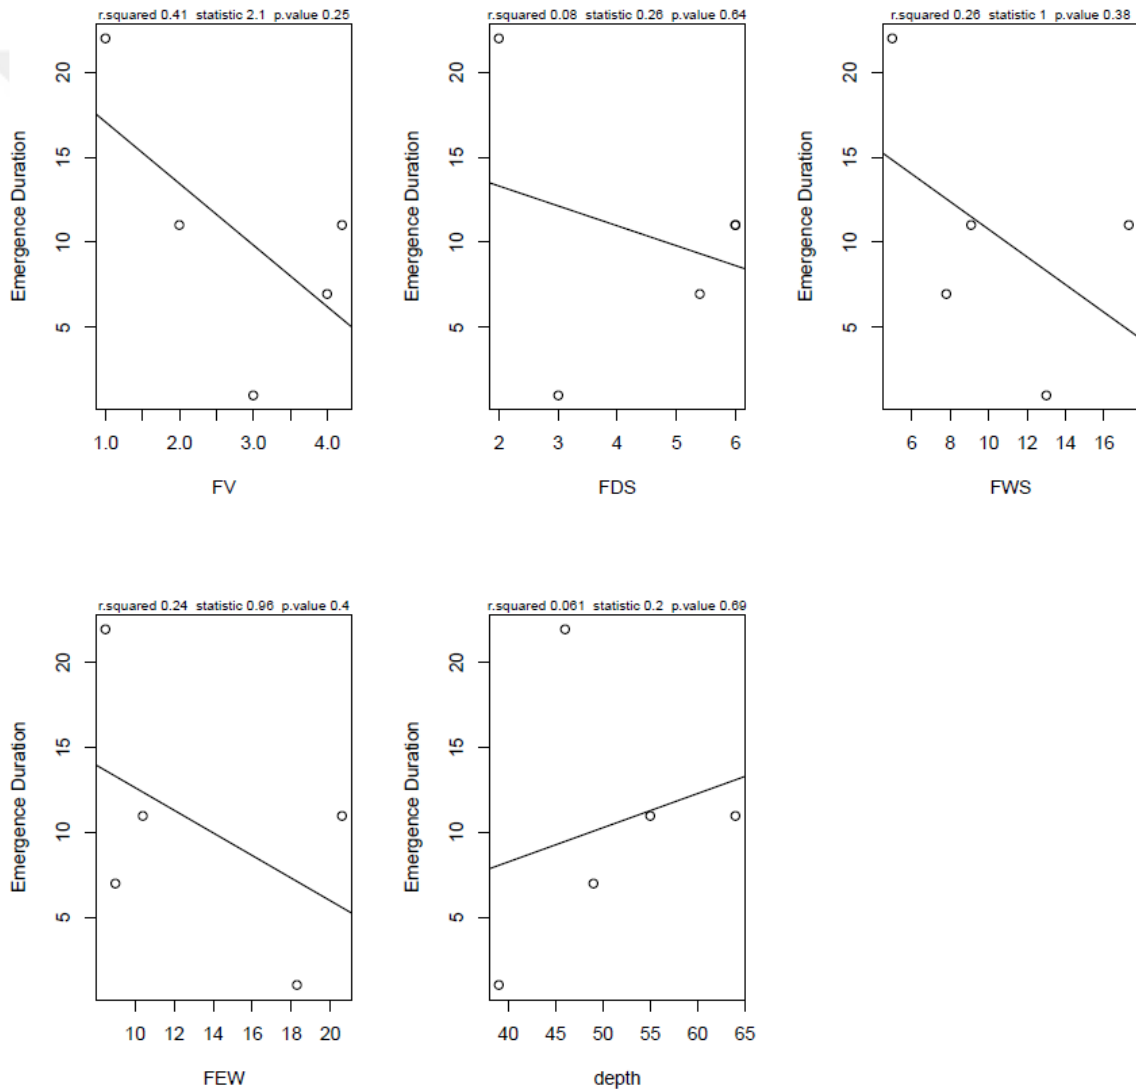 r.squared 0.41 statistic 2.1 p.value 0.25
Emergence Duration
5 10 15 20
1.0 2.0 3.0 4.0
FV
r.squared 0.08 statistic 0.26 p.value 0.64
Emergence Duration
5 10 15 20
2 3 4 5 6
FDS
r.squared 0.26 statistic 1 p.value 0.38
Emergence Duration
5 10 15 20
6 8 10 12 14 16
FWS
r.squared 0.24 statistic 0.96 p.value 0.4
Emergence Duration
5 10 15 20
10 12 14 16 18 20
FEW
r.squared 0.061 statistic 0.2 p.value 0.69
Emergence Duration
5 10 15 20
40 45 50 55 60 65
depth